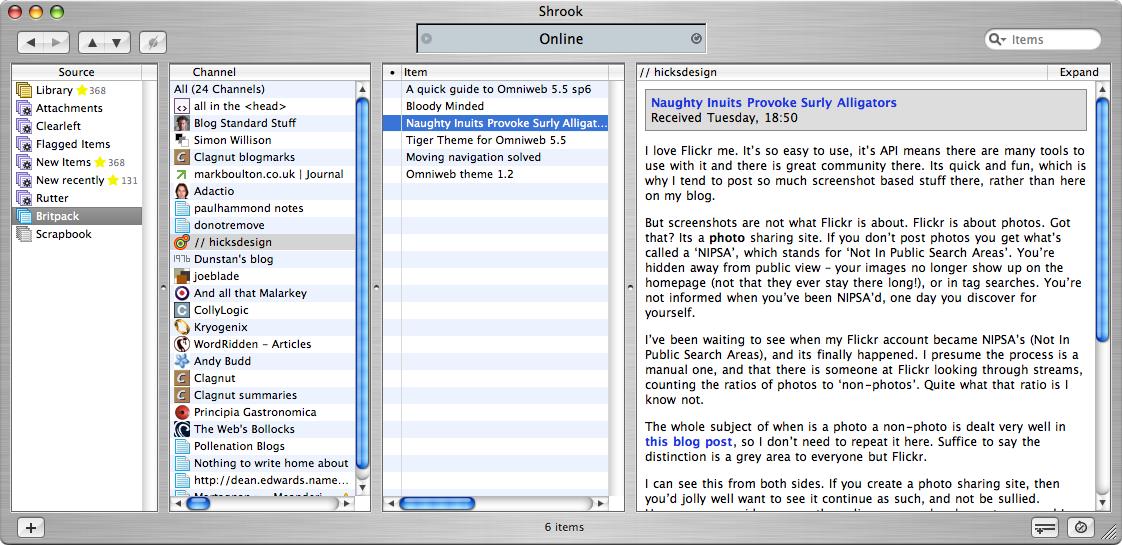 Shrook
Online
Items
Source
Library 368
Attachments
Clearleft
Flagged Items
New Items 368
New recently 131
Rutter
Britpack
Scrapbook
Channel
All (24 Channels)
all in the <head>
Blog Standard Stuff
Simon Willison
Clagnut blogmarks
markboulton.co.uk | Journal
Adactio
paulhammond notes
donotremove
// hicksdesign
Dunstan's blog
joeblade
And all that Malarkey
CollyLogic
Kryogenix
WordRidden – Articles
Andy Budd
Clagnut
Clagnut summaries
Principia Gastronomica
The Web's Bollocks
Pollenation Blogs
Nothing to write home about
http://dean.edwards.name...
• Item
A quick guide to Omniweb 5.5 sp6
Bloody Minded
Naughty Inuits Provoke Surly Alligat...
Tiger Theme for Omniweb 5.5
Moving navigation solved
Omniweb theme 1.2
// hicksdesign
Expand
Naughty Inuits Provoke Surly Alligators
Received Tuesday, 18:50
I love Flickr me. It's so easy to use, it's API means there are many tools to
use with it and there is great community there. Its quick and fun, which is
why I tend to post so much screenshot based stuff there, rather than here
on my blog.
But screenshots are not what Flickr is about. Flickr is about photos. Got
that? Its a photo sharing site. If you don't post photos you get what's
called a ‘NIPSA’, which stands for ‘Not In Public Search Areas’. You're
hidden away from public view – your images no longer show up on the
homepage (not that they ever stay there long!), or in tag searches. You're
not informed when you've been NIPSA'd, one day you discover for
yourself.
I've been waiting to see when my Flickr account became NIPSA's (Not In
Public Search Areas), and its finally happened. I presume the process is a
manual one, and that there is someone at Flickr looking through streams,
counting the ratios of photos to ‘non-photos’. Quite what that ratio is I
know not.
The whole subject of when is a photo a non-photo is dealt very well in
this blog post, so I don't need to repeat it here. Suffice to say the
distinction is a grey area to everyone but Flickr.
I can see this from both sides. If you create a photo sharing site, then
you'd jolly well want to see it continue as such, and not be sullied.
6 items